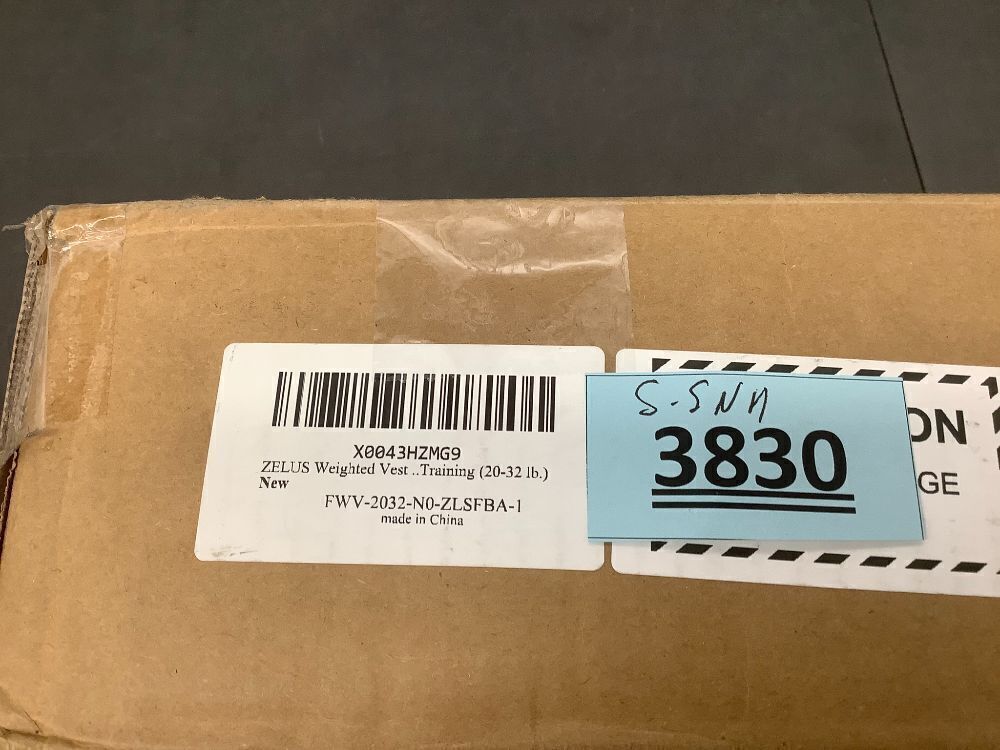 X0043HZMG9
ZELUS Weighted Vest ..Training (20-32 lb.)
New
FWV-2032-N0-ZLSFBA-1
made in China
3830
ON
GE